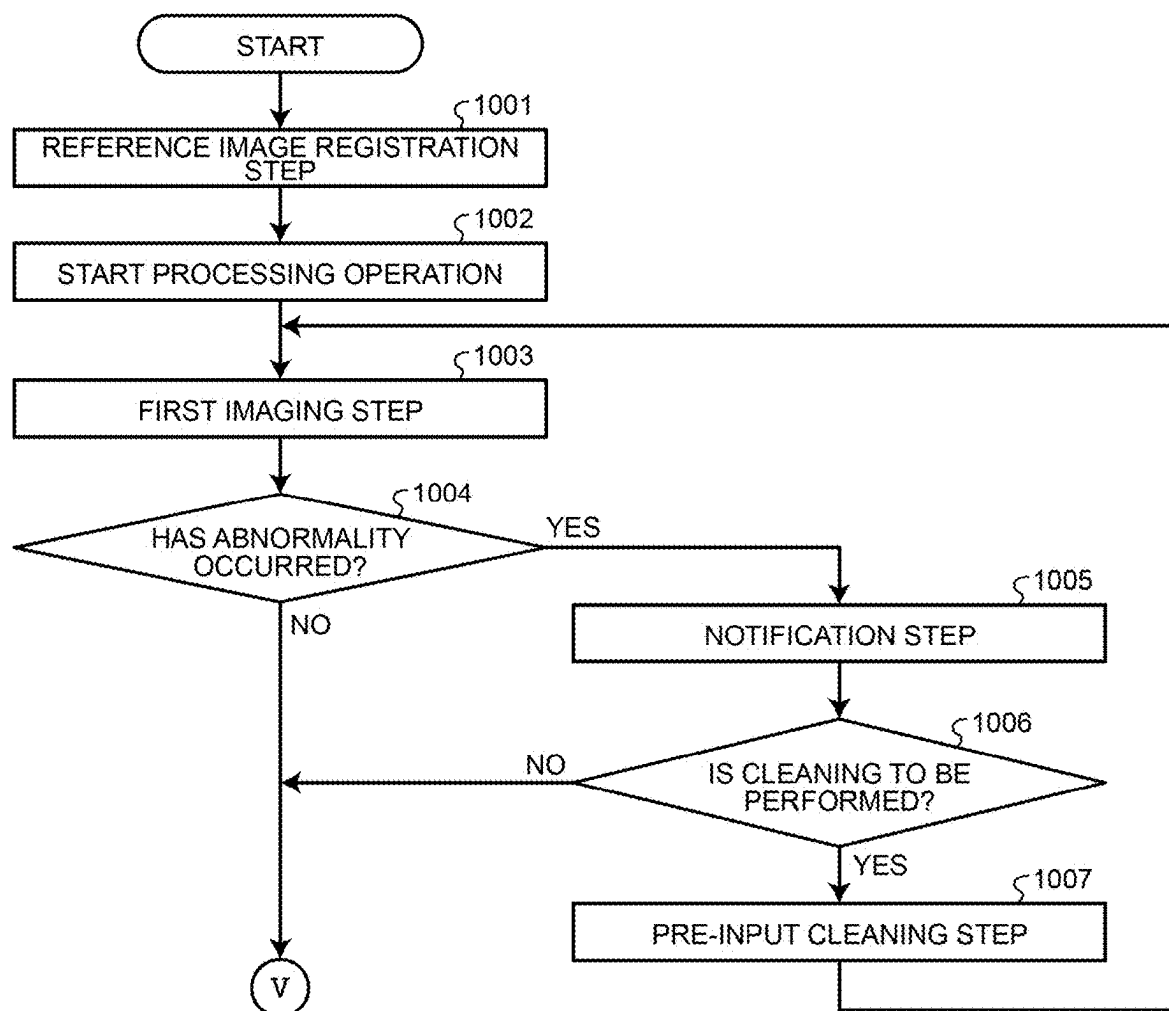 START
1001
REFERENCE IMAGE REGISTRATION
STEP
1002
START PROCESSING OPERATION
1003
FIRST IMAGING STEP
1004
HAS ABNORMALITY
OCCURRED?
YES
NO
1005
NOTIFICATION STEP
1006
IS CLEANING TO BE
PERFORMED?
NO
YES
1007
PRE-INPUT CLEANING STEP
V